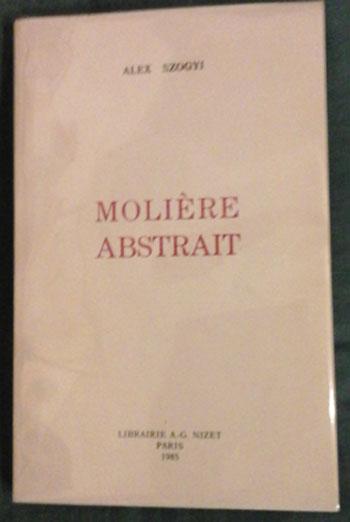 ALEX SZOGYI
MOLIÈRE
ABSTRAIT
LIBRAIRIE A.-G. NIZET
PARIS
1985